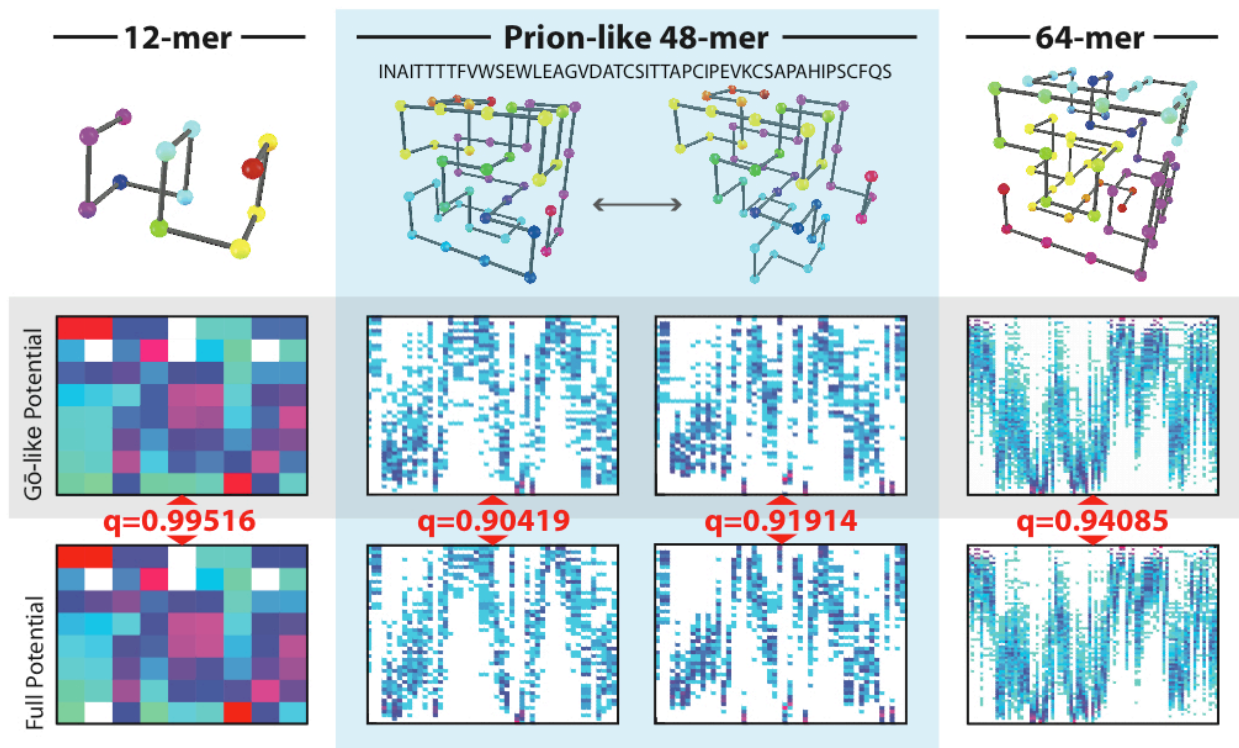 12-mer
Prion-like 48-mer
64-mer
INAITTTTFVWSEWLEAGVDATCSITTAPCIPEVKCSAPAHIPSCFQS
Gō-like Potential
q=0.99516
q=0.90419
q=0.91914
q=0.94085
Full Potential